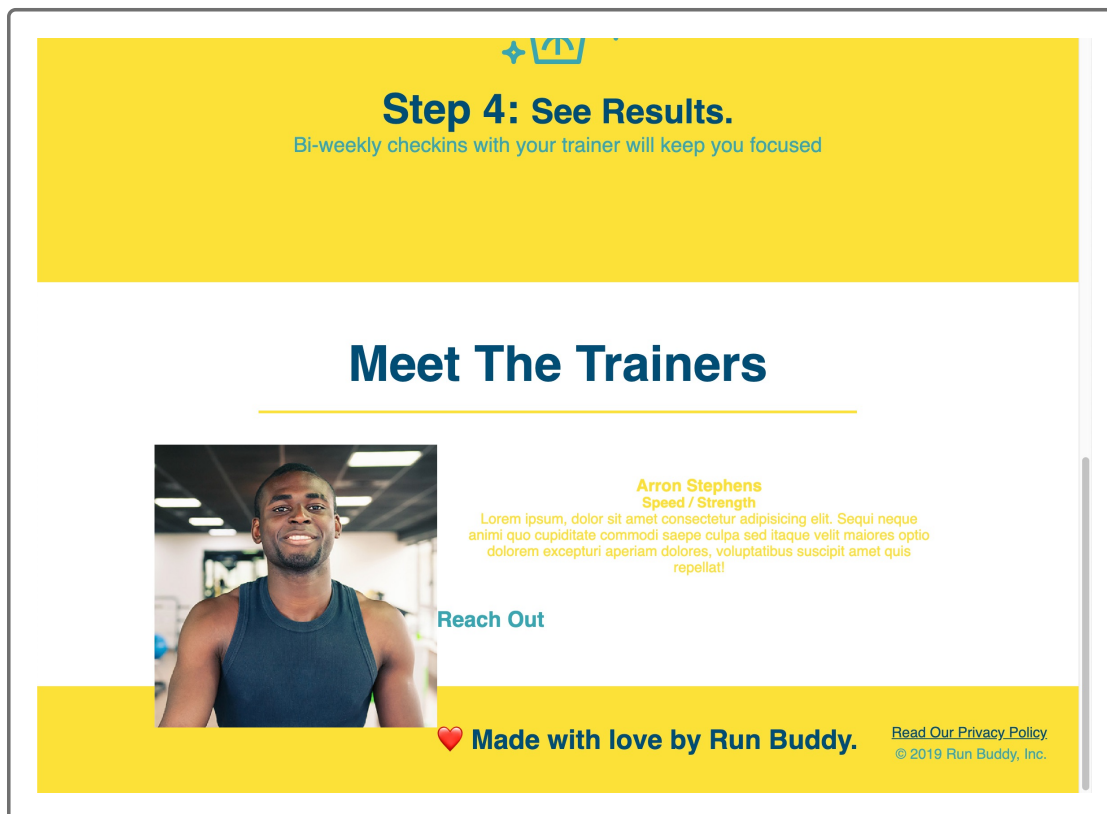 Step 4: See Results.
Bi-weekly checkins with your trainer will keep you focused
Meet The Trainers
Arron Stephens
Speed / Strength
Lorem ipsum, dolor sit amet consectetur adipisicing elit. Sequi neque
animi quo cupiditate commodi saepe culpa sed itaque velit maiores optio
dolorem excepturi aperiam dolores, voluptatibus suscipit amet quis
repellat!
Reach Out
❤️ Made with love by Run Buddy.
Read Our Privacy Policy
© 2019 Run Buddy, Inc.